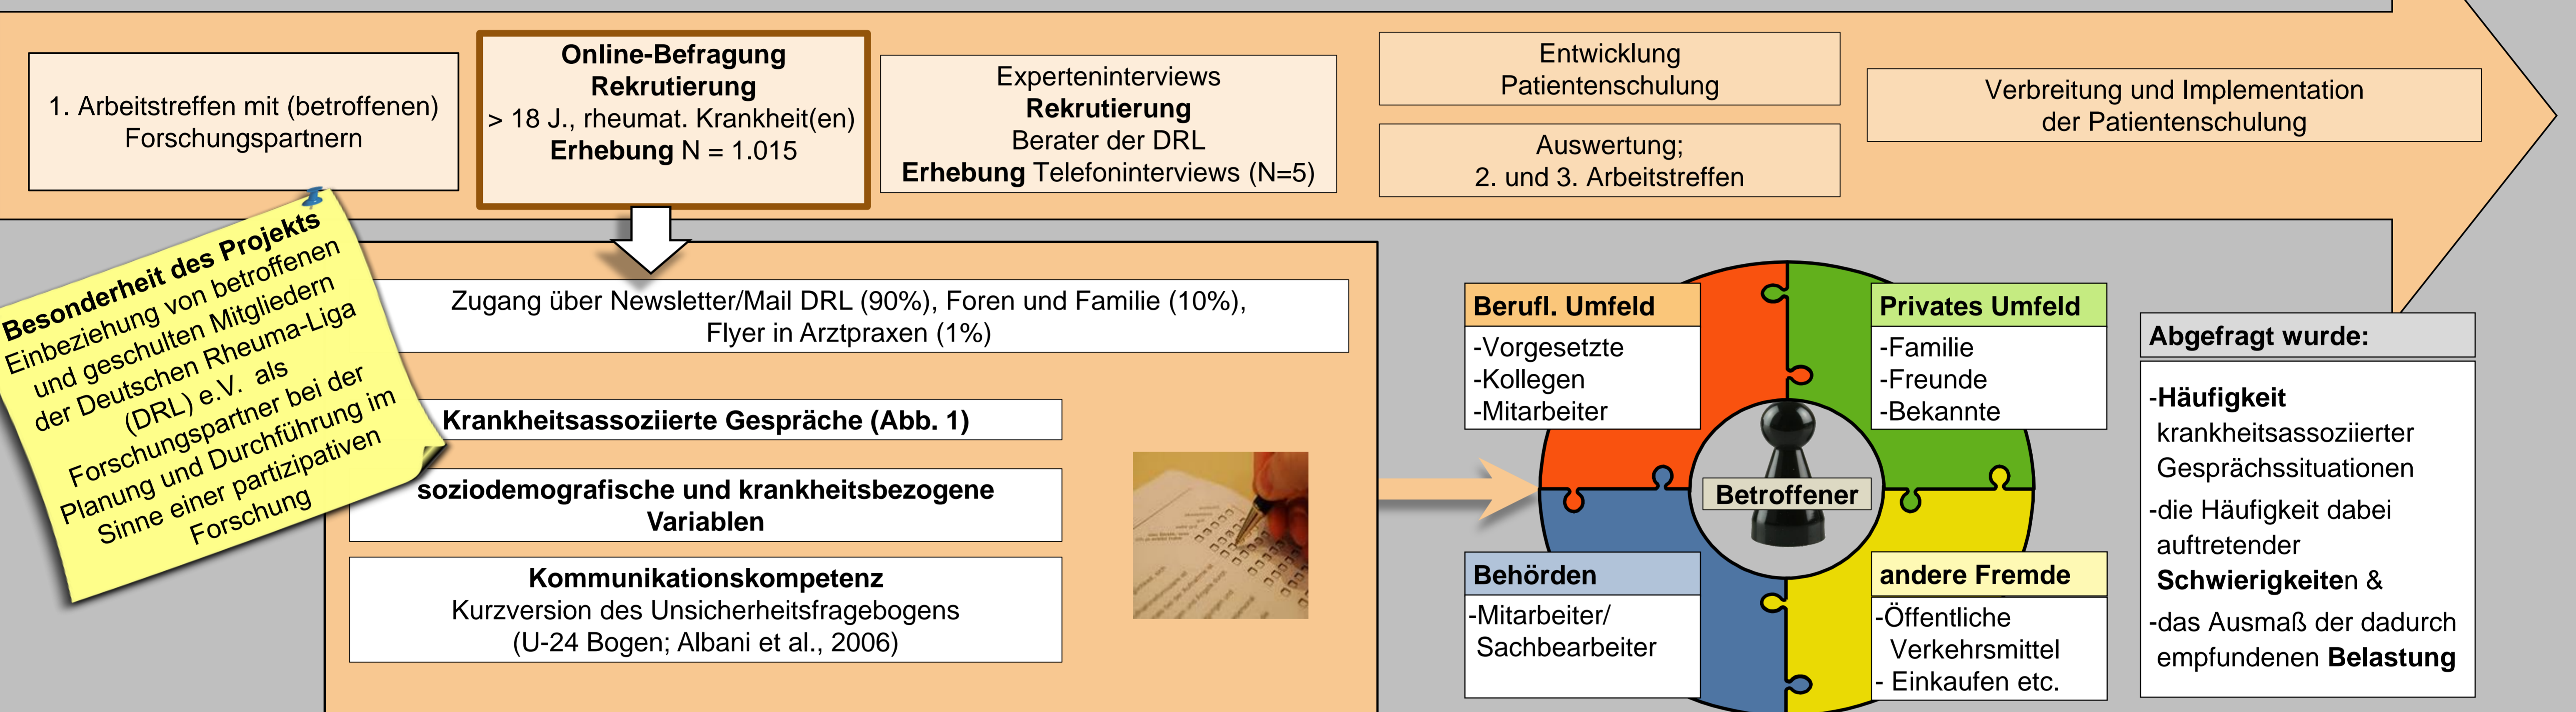 1. Arbeitstreffen mit (betroffenen)
Forschungspartnern
Online-Befragung
Rekrutierung
> 18 J., rheumat. Krankheit(en)
Erhebung N = 1.015
Experteninterviews
Rekrutierung
Berater der DRL
Erhebung Telefoninterviews (N=5)
Entwicklung
Patientenschulung
Auswertung;
2. und 3. Arbeitstreffen
Verbreitung und Implementation
der Patientenschulung
Besonderheit des Projekts
Einbeziehung von betroffenen
und geschulten Mitgliedern
der Deutschen Rheuma-Liga
(DRL) e.V. als
Forschungspartner bei der
Planung und Durchführung im
Sinne einer partizipativen
Forschung
Zugang über Newsletter/Mail DRL (90%), Foren und Familie (10%),
Flyer in Arztpraxen (1%)
Krankheitsassoziierte Gespräche (Abb. 1)
soziodemografische und krankheitsbezogene
Variablen
Kommunikationskompetenz
Kurzversion des Unsicherheitsfragebogens
(U-24 Bogen; Albani et al., 2006)
Berufl. Umfeld
-Vorgesetzte
-Kollegen
-Mitarbeiter
Privates Umfeld
-Familie
-Freunde
-Bekannte
Betroffener
Behörden
-Mitarbeiter/
Sachbearbeiter
andere Fremde
-Öffentliche
Verkehrsmittel
- Einkaufen etc.
Abgefragt wurde:
-Häufigkeit
krankheitsassoziierter
Gesprächssituationen
-die Häufigkeit dabei
auftretender
Schwierigkeiten &
-das Ausmaß der dadurch
empfundenen Belastung